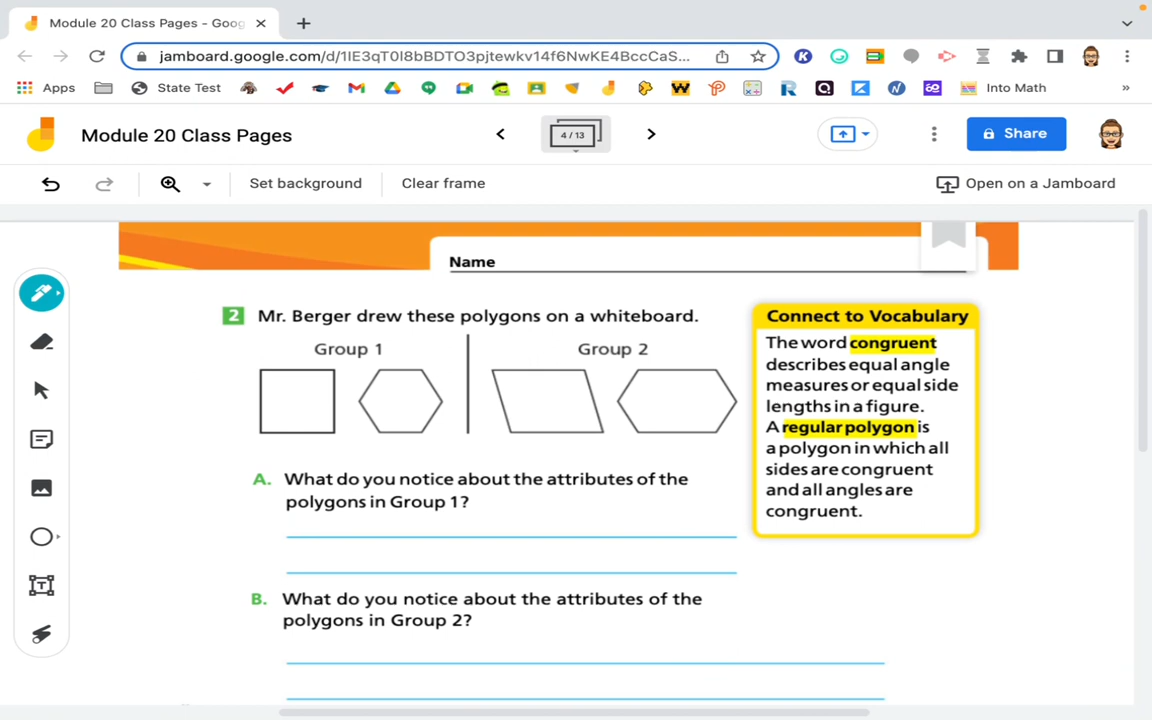 Module 20 Class Pages - Goog
jamboard.google.com/d/1IE3qT0I8bBDTO3pjtewkv14f6NwKE4BccCaS...
Apps
State Test
Into Math
Module 20 Class Pages
4 / 13
Share
Set background
Clear frame
Open on a Jamboard
Name
2 Mr. Berger drew these polygons on a whiteboard.
Group 1
Group 2
A. What do you notice about the attributes of the
polygons in Group 1?
B. What do you notice about the attributes of the
polygons in Group 2?
Connect to Vocabulary
The word congruent
describes equal angle
measures or equal side
lengths in a figure.
A regular polygon is
a polygon in which all
sides are congruent
and all angles are
congruent.